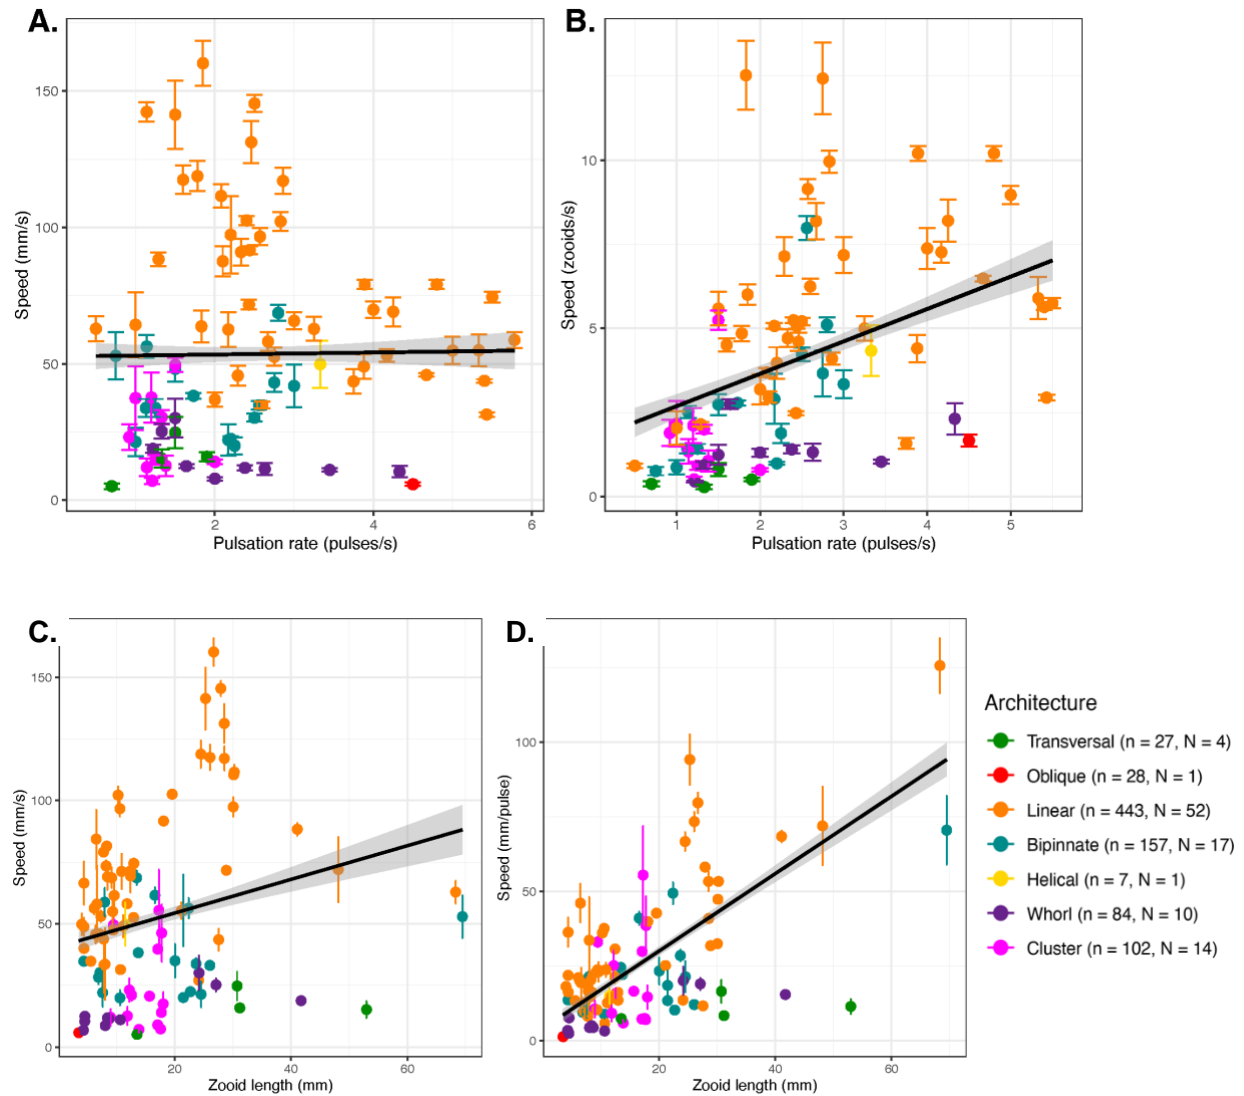 A.
B.
150
100
50
0
Speed (mm/s)
2
4
6
Pulsation rate (pulses/s)
10
5
0
Speed (zooids/s)
1
2
3
4
5
Pulsation rate (pulses/s)
C.
D.
150
100
50
0
Speed (mm/s)
20
40
60
Zooid length (mm)
100
50
0
Speed (mm/pulse)
20
40
60
Zooid length (mm)
Architecture
Transversal (n = 27, N = 4)
Oblique (n = 28, N = 1)
Linear (n = 443, N = 52)
Bipinnate (n = 157, N = 17)
Helical (n = 7, N = 1)
Whorl (n = 84, N = 10)
Cluster (n = 102, N = 14)